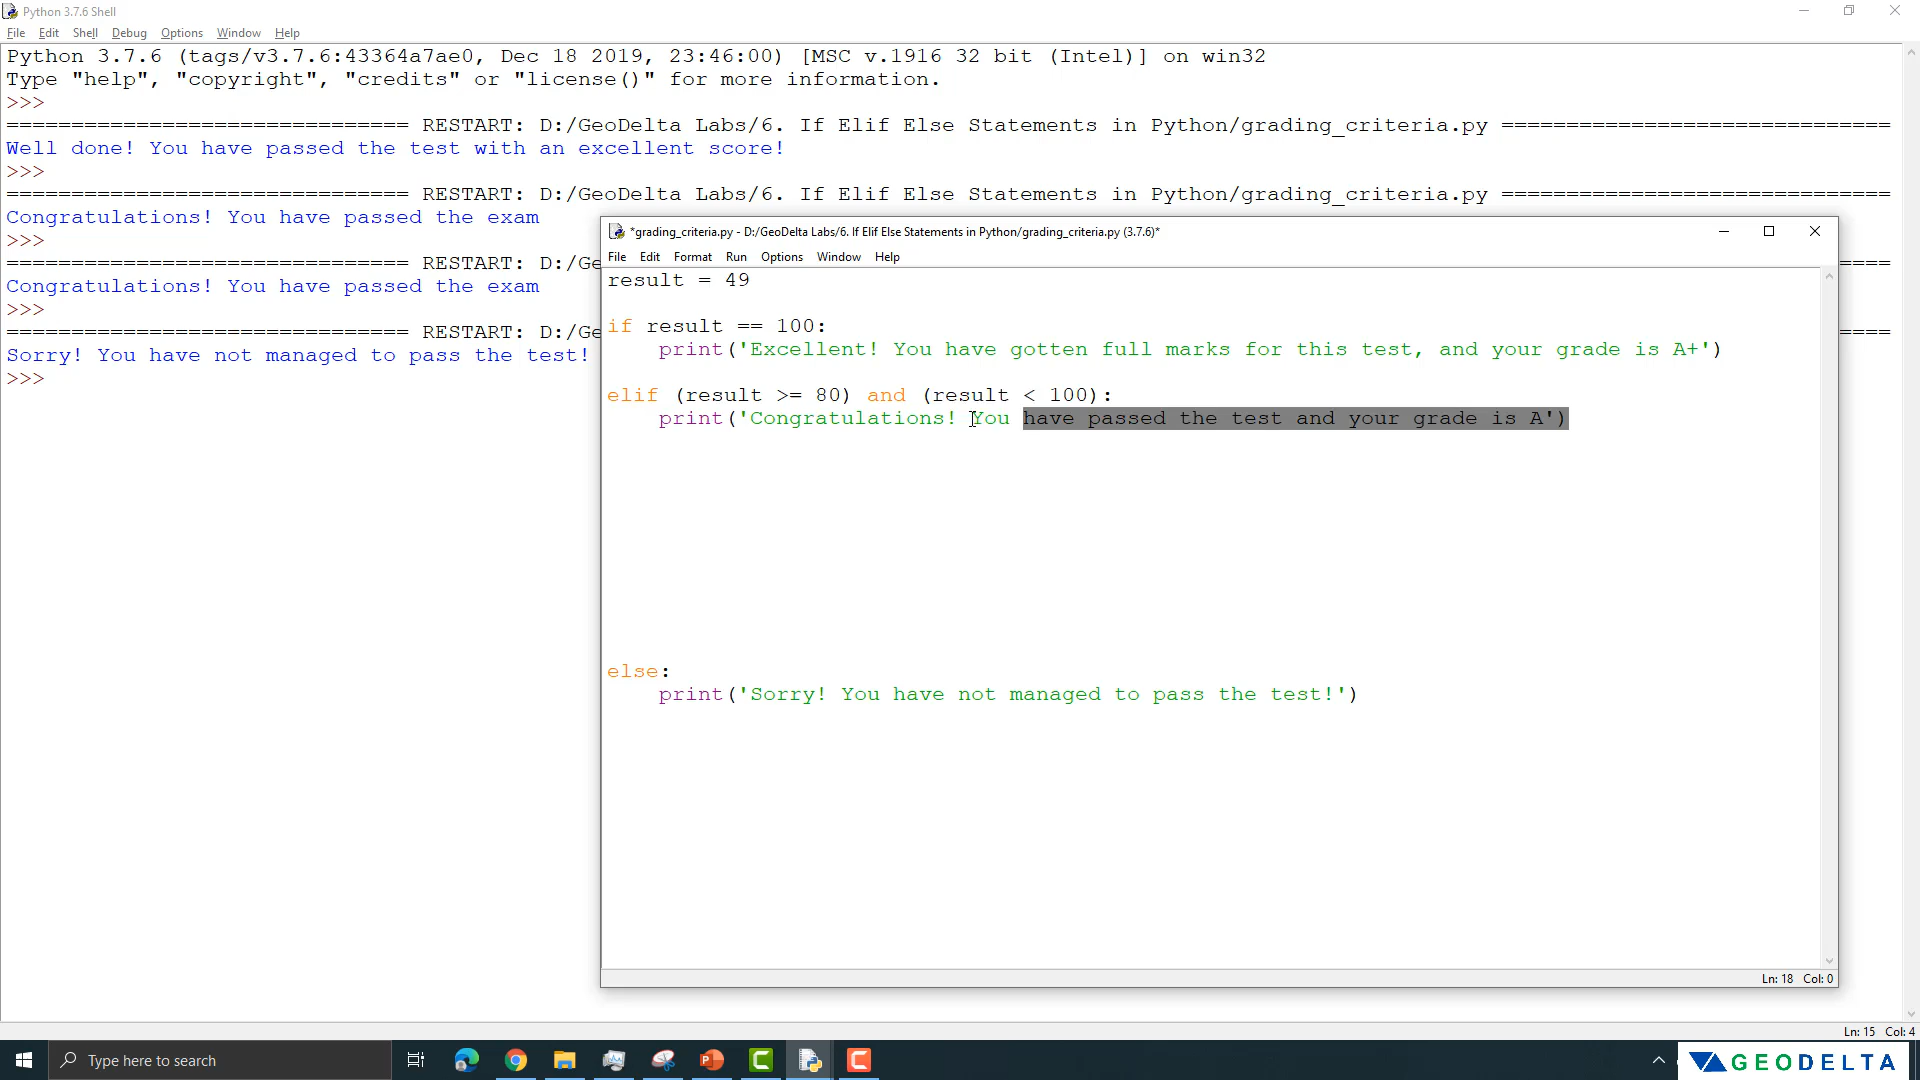 Python 3.7.6 Shell
File Edit Shell Debug Options Window Help
Python 3.7.6 (tags/v3.7.6:43364a7ae0, Dec 18 2019, 23:46:00) [MSC v.1916 32 bit (Intel)] on win32
Type "help", "copyright", "credits" or "license()" for more information.
>>>
=============================== RESTART: D:/GeoDelta Labs/6. If Elif Else Statements in Python/grading_criteria.py ==============================
Well done! You have passed the test with an excellent score!
>>>
=============================== RESTART: D:/GeoDelta Labs/6. If Elif Else Statements in Python/grading_criteria.py ==============================
Congratulations! You have passed the exam
>>>
=============================== RESTART: D:/Ge ====
Congratulations! You have passed the exam
>>>
=============================== RESTART: D:/Ge ====
Sorry! You have not managed to pass the test!
>>>
*grading_criteria.py - D:/GeoDelta Labs/6. If Elif Else Statements in Python/grading_criteria.py (3.7.6)*
File Edit Format Run Options Window Help
result = 49
if result == 100:
    print('Excellent! You have gotten full marks for this test, and your grade is A+')
elif (result >= 80) and (result < 100):
    print('Congratulations! You have passed the test and your grade is A')
else:
    print('Sorry! You have not managed to pass the test!')
Ln: 18 Col: 0
Ln: 15 Col: 4
Type here to search
GEODELTA